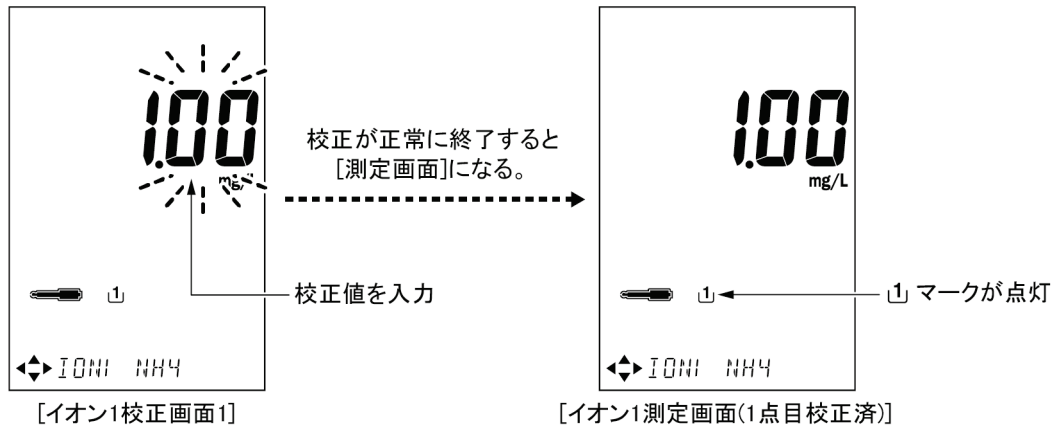 1.00
mg/L
校正値を入力
1
ION1 NH4
[イオン1校正画面1]
校正が正常に終了すると
[測定画面]になる。
1.00
mg/L
1
1 マークが点灯
ION1 NH4
[イオン1測定画面(1点目校正済)]